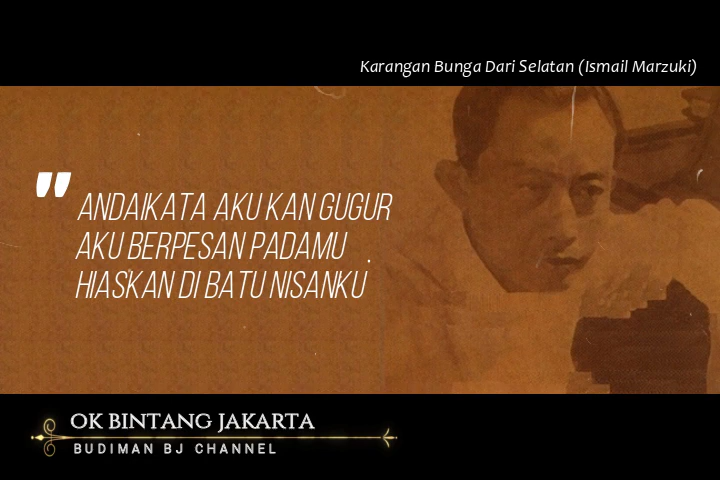 Karangan Bunga Dari Selatan (Ismail Marzuki)
" ANDAIKATA AKU KAN GUGUR
AKU BERPESAN PADAMU
HIASKAN DI BATU NISANKU
OK BINTANG JAKARTA
BUDIMAN BJ CHANNEL